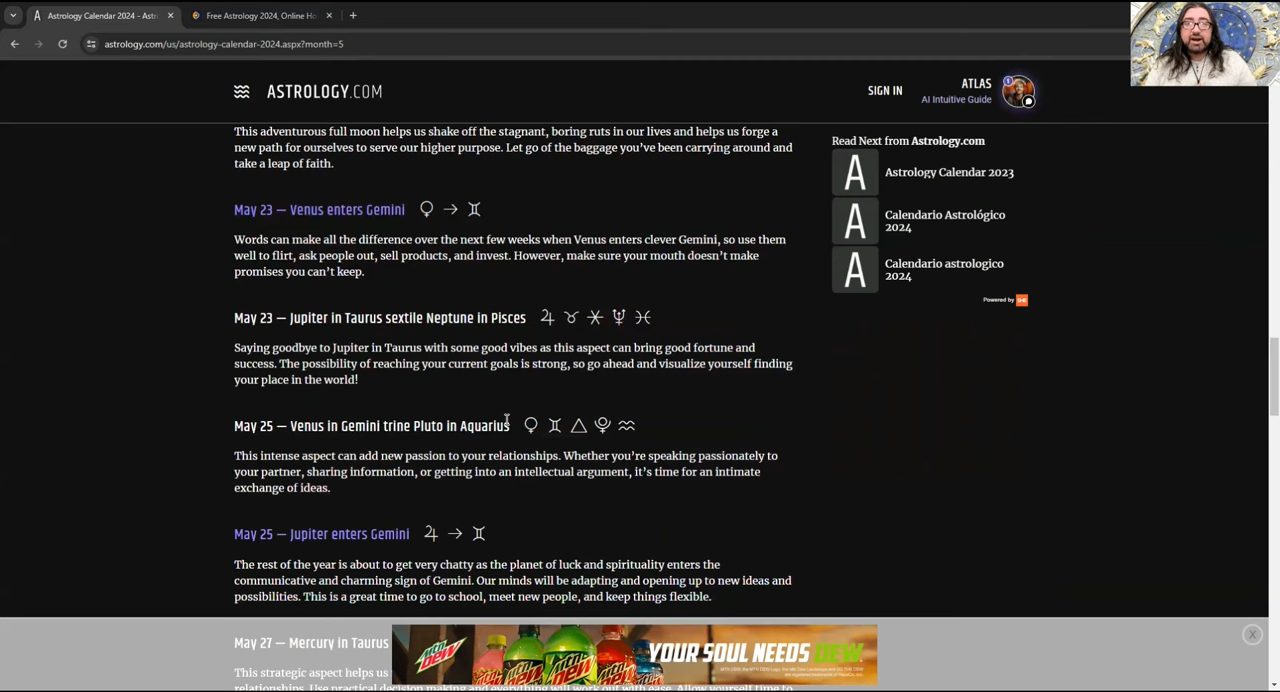 Astrology Calendar 2024 - Astr
Free Astrology 2024, Online Ho
astrology.com/us/astrology-calendar-2024.aspx?month=5
ASTROLOGY.COM
SIGN IN
ATLAS
AI Intuitive Guide
1
This adventurous full moon helps us shake off the stagnant, boring ruts in our lives and helps us forge a
new path for ourselves to serve our higher purpose. Let go of the baggage you’ve been carrying around and
take a leap of faith.
May 23 — Venus enters Gemini ♀ → ♊
Words can make all the difference over the next few weeks when Venus enters clever Gemini, so use them
well to flirt, ask people out, sell products, and invest. However, make sure your mouth doesn’t make
promises you can’t keep.
May 23 — Jupiter in Taurus sextile Neptune in Pisces ♃ ♉ ⚹ ♆ ♓
Saying goodbye to Jupiter in Taurus with some good vibes as this aspect can bring good fortune and
success. The possibility of reaching your current goals is strong, so go ahead and visualize yourself finding
your place in the world!
May 25 — Venus in Gemini trine Pluto in Aquarius ♀ ♊ △ ⯓ ♒
This intense aspect can add new passion to your relationships. Whether you’re speaking passionately to
your partner, sharing information, or getting into an intellectual argument, it’s time for an intimate
exchange of ideas.
May 25 — Jupiter enters Gemini ♃ → ♊
The rest of the year is about to get very chatty as the planet of luck and spirituality enters the
communicative and charming sign of Gemini. Our minds will be adapting and opening up to new ideas and
possibilities. This is a great time to go to school, meet new people, and keep things flexible.
May 27 — Mercury in Taurus
This strategic aspect helps us
Read Next from Astrology.com
A
Astrology Calendar 2023
A
Calendario Astrológico
2024
A
Calendario astrologico
2024
Powered by
mtn
DEW
YOUR SOUL NEEDS DEW
X